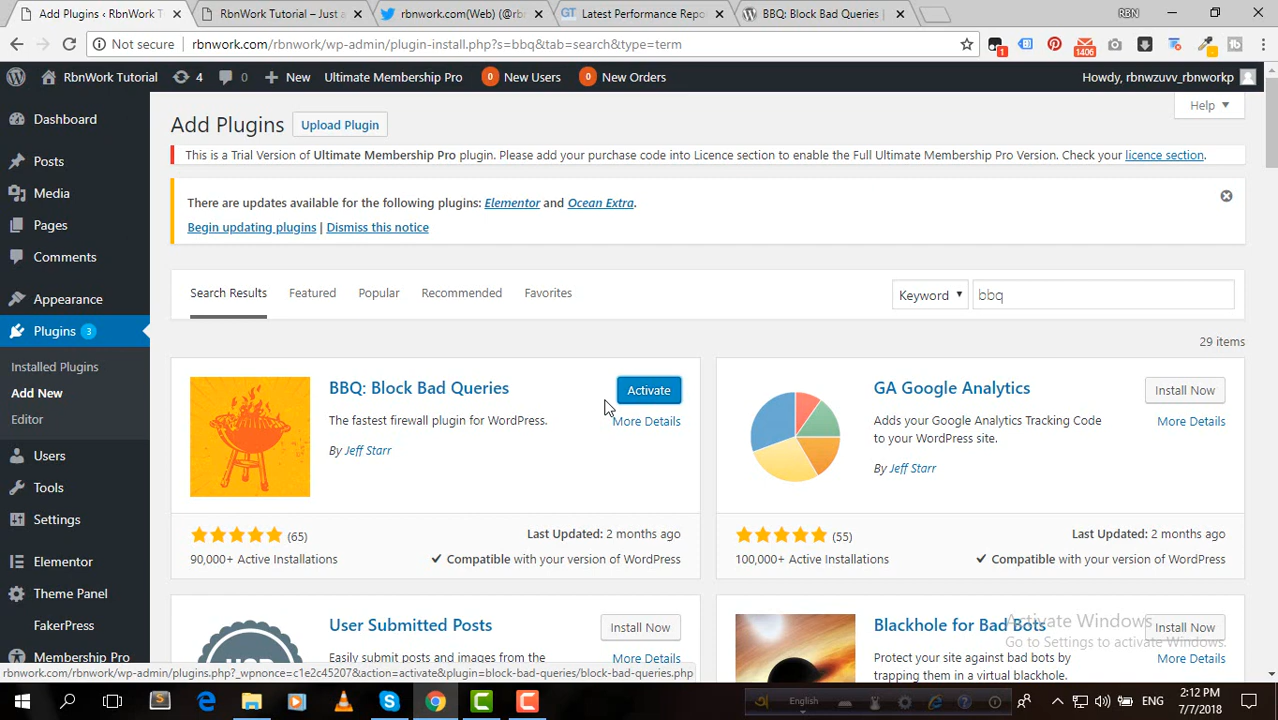 Add Plugins ‹ RbnWork T
RbnWork Tutorial – Just a
rbnwork.com(Web) (@rb
GT Latest Performance Repo
BBQ: Block Bad Queries |
RBN
Not secure rbnwork.com/rbnwork/wp-admin/plugin-install.php?s=bbq&tab=search&type=term
1
1406
RbnWork Tutorial 4 0 New Ultimate Membership Pro 0 New Users 0 New Orders Howdy, rbnwzuvv_rbnworkp
Dashboard
Posts
Media
Pages
Comments
Appearance
Plugins 3
Installed Plugins
Add New
Editor
Users
Tools
Settings
Elementor
Theme Panel
FakerPress
Membership Pro
Help
Add Plugins Upload Plugin
This is a Trial Version of Ultimate Membership Pro plugin. Please add your purchase code into Licence section to enable the Full Ultimate Membership Pro Version. Check your licence section.
There are updates available for the following plugins: Elementor and Ocean Extra.
Begin updating plugins | Dismiss this notice
Search Results Featured Popular Recommended Favorites Keyword bbq
29 items
BBQ: Block Bad Queries
Activate
The fastest firewall plugin for WordPress.
More Details
By Jeff Starr
(65)
Last Updated: 2 months ago
90,000+ Active Installations
Compatible with your version of WordPress
GA Google Analytics
Install Now
Adds your Google Analytics Tracking Code
to your WordPress site.
More Details
By Jeff Starr
(55)
Last Updated: 2 months ago
100,000+ Active Installations
Compatible with your version of WordPress
User Submitted Posts
Install Now
Easily submit posts and images from the
More Details
USP
Blackhole for Bad Bots
Install Now
Protect your site against bad bots by
trapping them in a virtual blackhole.
More Details
Activate Windows
Go to Settings to activate Windows.
rbnwork.com/rbnwork/wp-admin/plugins.php?_wpnonce=c1e2c45207&action=activate&plugin=block-bad-queries/block-bad-queries.php
English
ENG
2:12 PM
7/7/2018